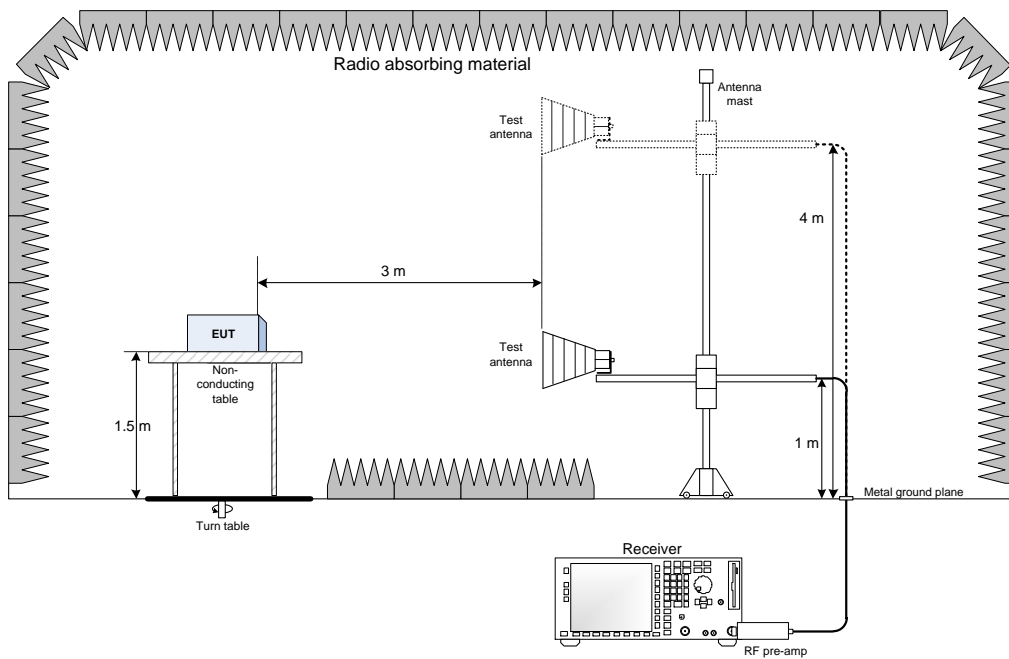 Radio absorbing material
Antenna
mast
Test
antenna
4 m
3 m
EUT
Test
antenna
Non-
conducting
table
1.5 m
1 m
Metal ground plane
Turn table
Receiver
RF pre-amp